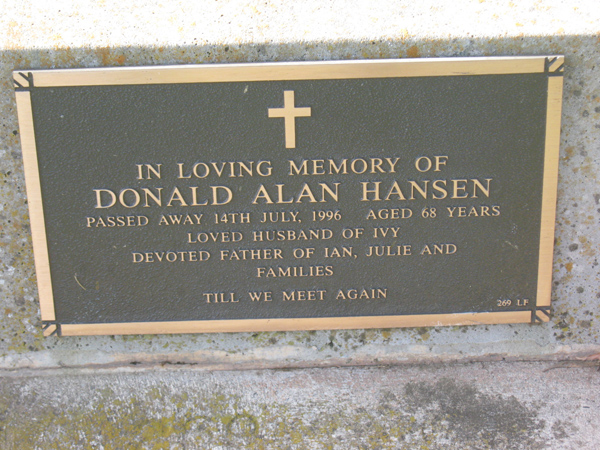 IN LOVING MEMORY OF
DONALD ALAN HANSEN
PASSED AWAY 14TH JULY, 1996 AGED 68 YEARS
LOVED HUSBAND OF IVY
DEVOTED FATHER OF IAN, JULIE AND
FAMILIES
TILL WE MEET AGAIN
269 L.F